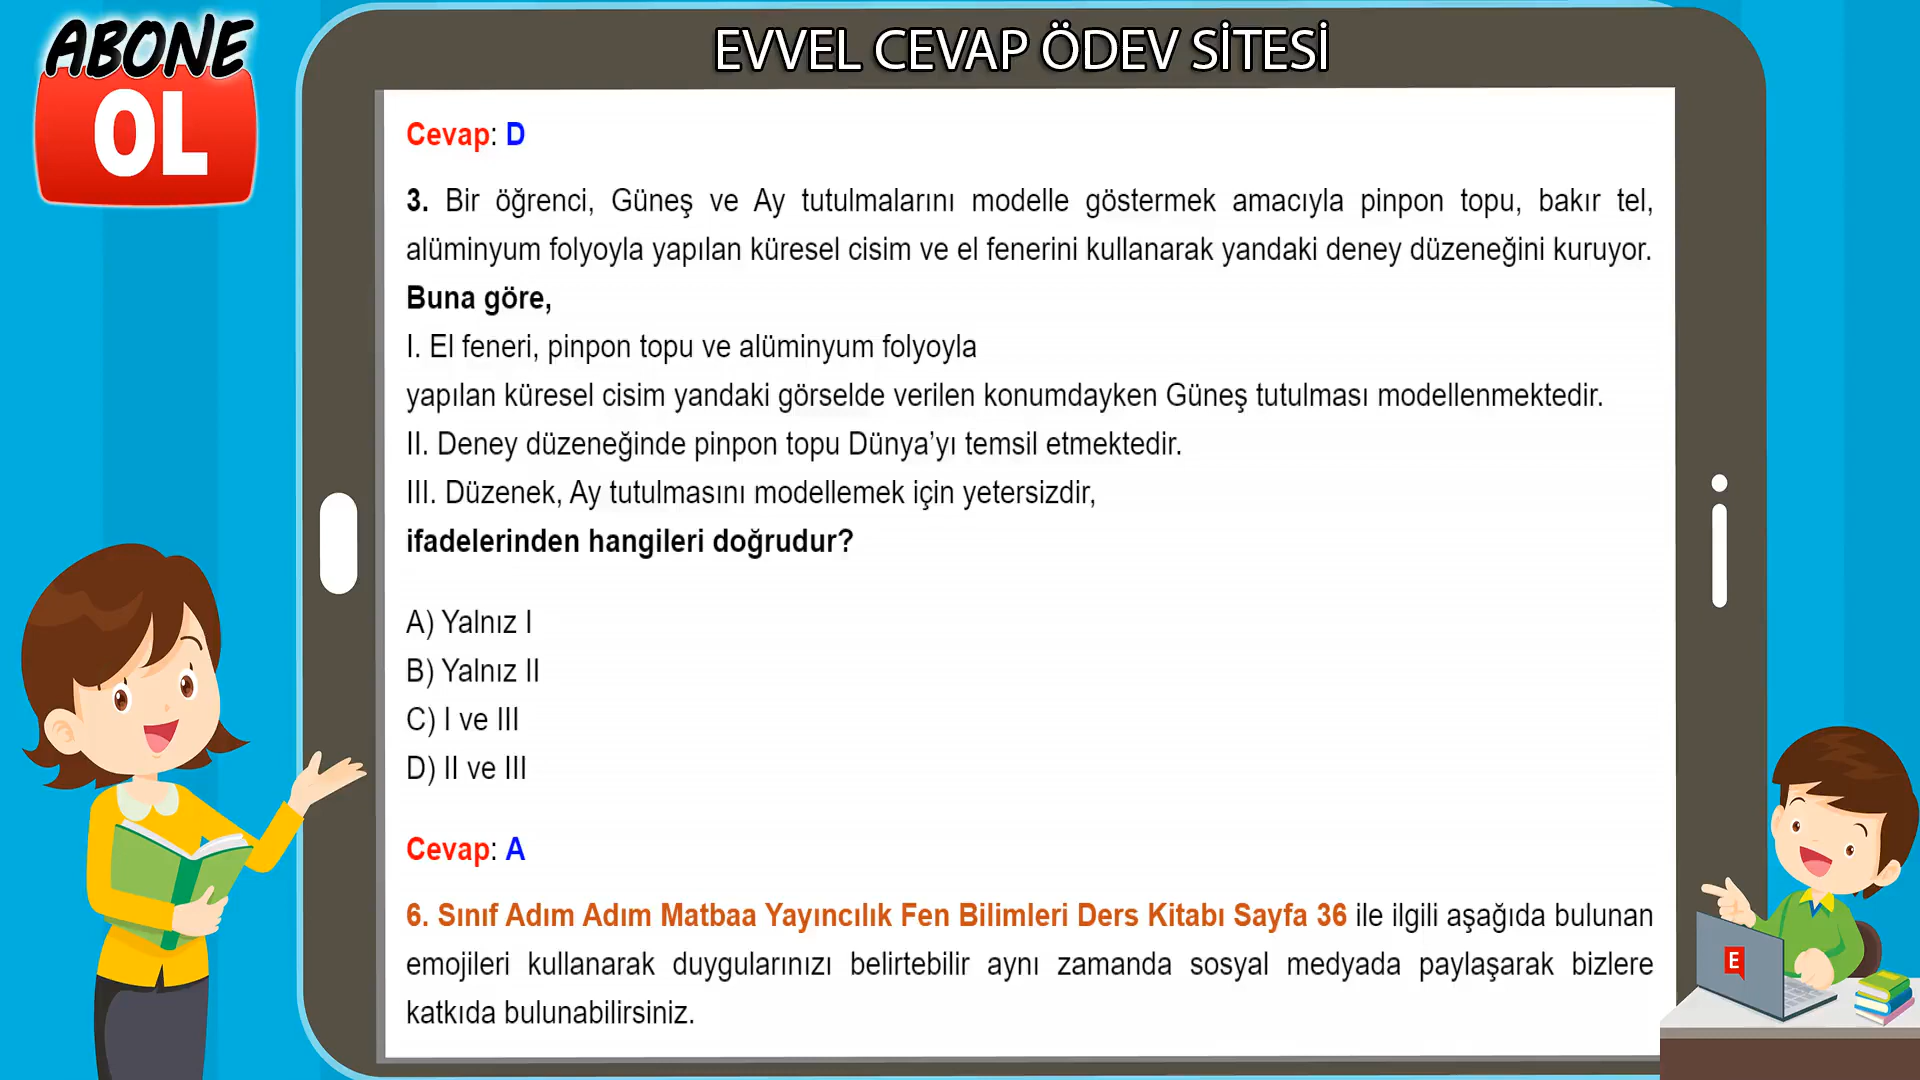 ABONE
OL
EVVEL CEVAP ÖDEV SİTESİ
Cevap: D
3. Bir öğrenci, Güneş ve Ay tutulmalarını modelle göstermek amacıyla pinpon topu, bakır tel,
alüminyum folyoyla yapılan küresel cisim ve el fenerini kullanarak yandaki deney düzeneğini kuruyor.
Buna göre,
I. El feneri, pinpon topu ve alüminyum folyoyla
yapılan küresel cisim yandaki görselde verilen konumdayken Güneş tutulması modellenmektedir.
II. Deney düzeneğinde pinpon topu Dünya’yı temsil etmektedir.
III. Düzenek, Ay tutulmasını modellemek için yetersizdir,
ifadelerinden hangileri doğrudur?
A) Yalnız I
B) Yalnız II
C) I ve III
D) II ve III
Cevap: A
6. Sınıf Adım Adım Matbaa Yayıncılık Fen Bilimleri Ders Kitabı Sayfa 36 ile ilgili aşağıda bulunan
emojileri kullanarak duygularınızı belirtebilir aynı zamanda sosyal medyada paylaşarak bizlere
katkıda bulunabilirsiniz.
E